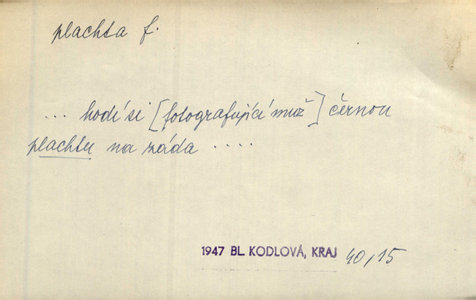 plachta f.
... hodí si [fotografující muž] černou
plachtu na záda ....
1947 BL. KODLOVÁ, KRAJ 40,15